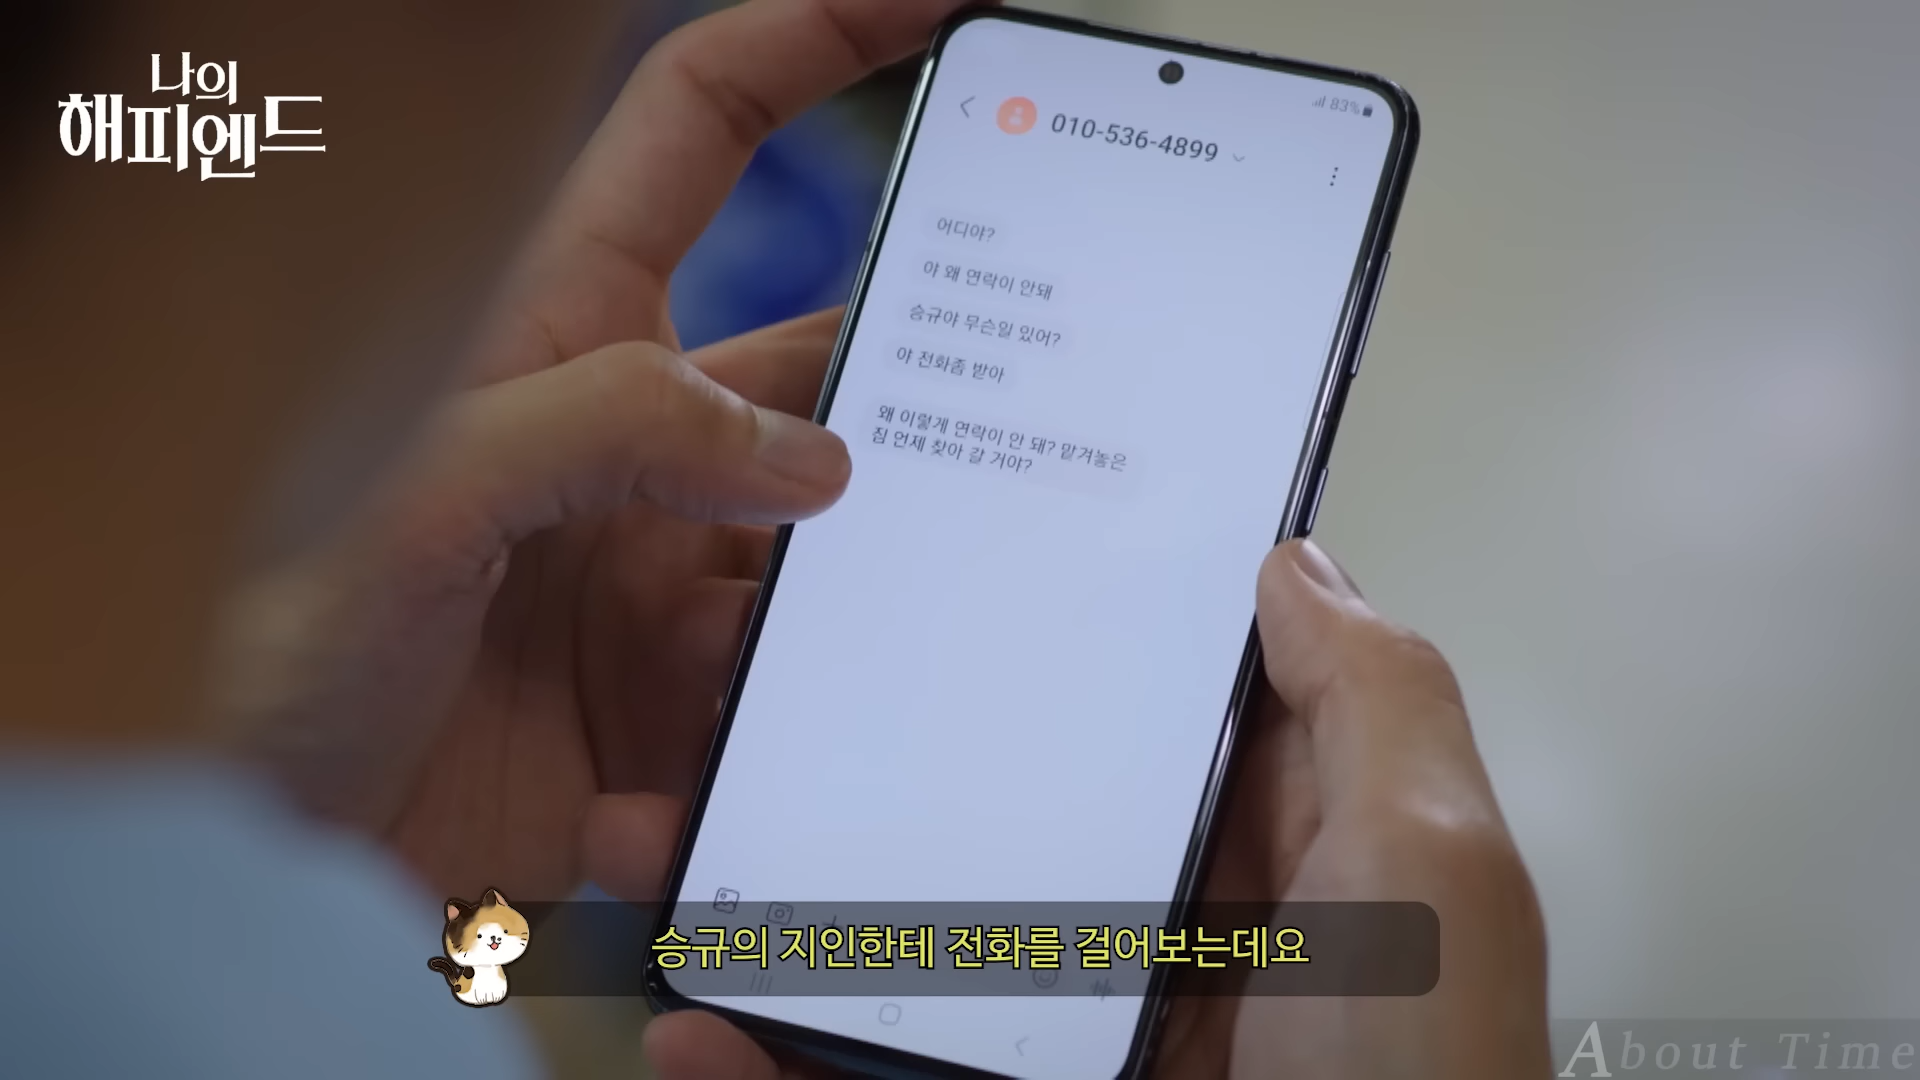 나의
해피엔드
83%
010-536-4899
어디야?
야 왜 연락이 안돼
승규야 무슨일 있어?
야 전화좀 받아
왜 이렇게 연락이 안 돼? 맡겨놓은
짐 언제 찾아 갈 거야?
승규의 지인한테 전화를 걸어보는데요
About Time